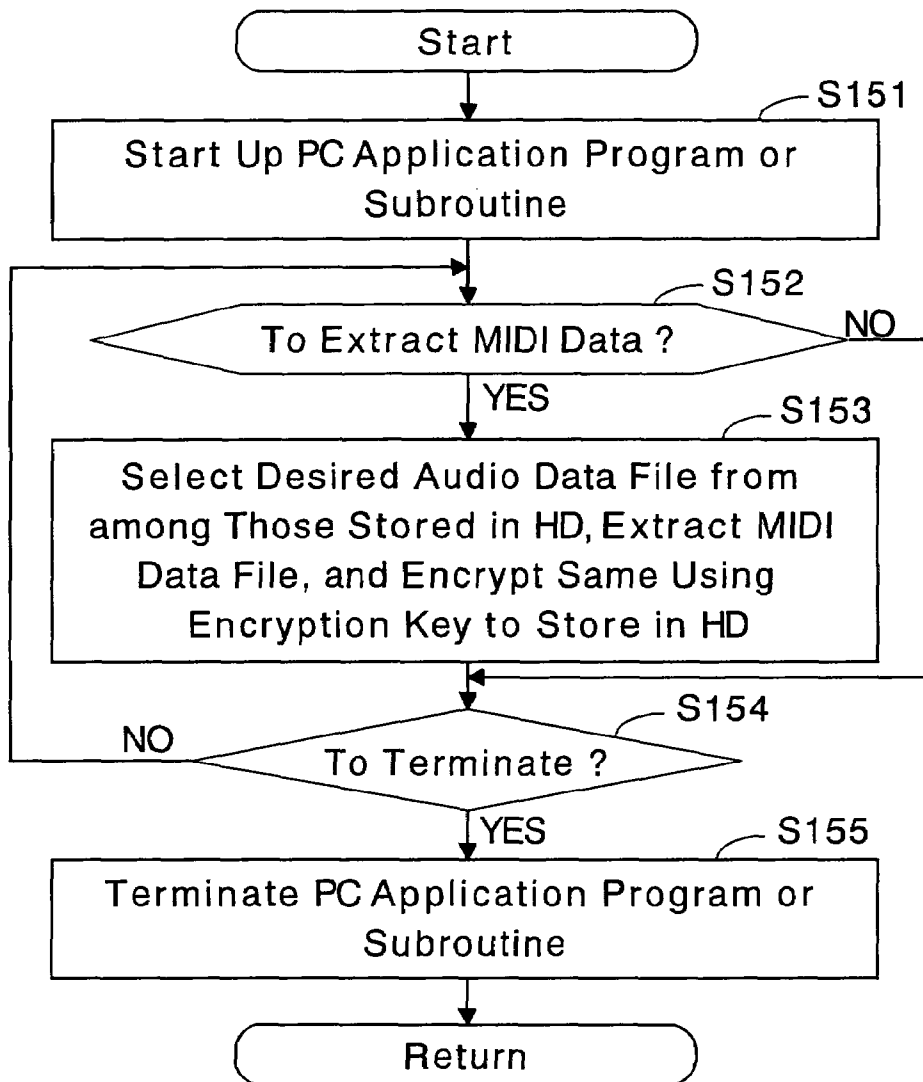 Start
S151
Start Up PC Application Program or
Subroutine
S152
To Extract MIDI Data ?
NO
YES
S153
Select Desired Audio Data File from
among Those Stored in HD, Extract MIDI
Data File, and Encrypt Same Using
Encryption Key to Store in HD
S154
NO
To Terminate ?
YES
S155
Terminate PC Application Program or
Subroutine
Return